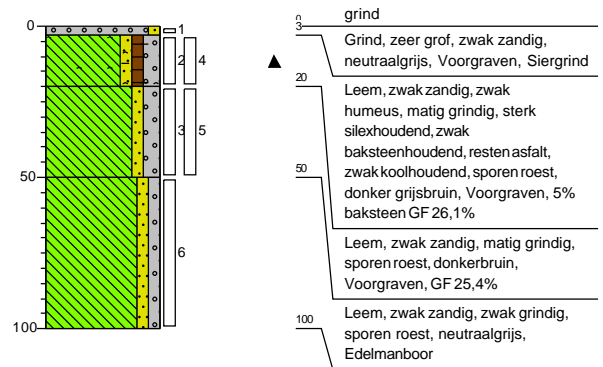 0
50
100
1
2
4
3
5
6
0
grind
3
Grind, zeer grof, zwak zandig,
neutraalgrijs, Voorgraven, Siergrind
20
Leem, zwak zandig, zwak
humeus, matig grindig, sterk
silexhoudend, zwak
baksteenhoudend, resten asfalt,
zwak koolhoudend, sporen roest,
donker grijsbruin, Voorgraven, 5%
baksteen GF 26,1%
50
Leem, zwak zandig, matig grindig,
sporen roest, donkerbruin,
Voorgraven, GF 25,4%
100
Leem, zwak zandig, zwak grindig,
sporen roest, neutraalgrijs,
Edelmanboor